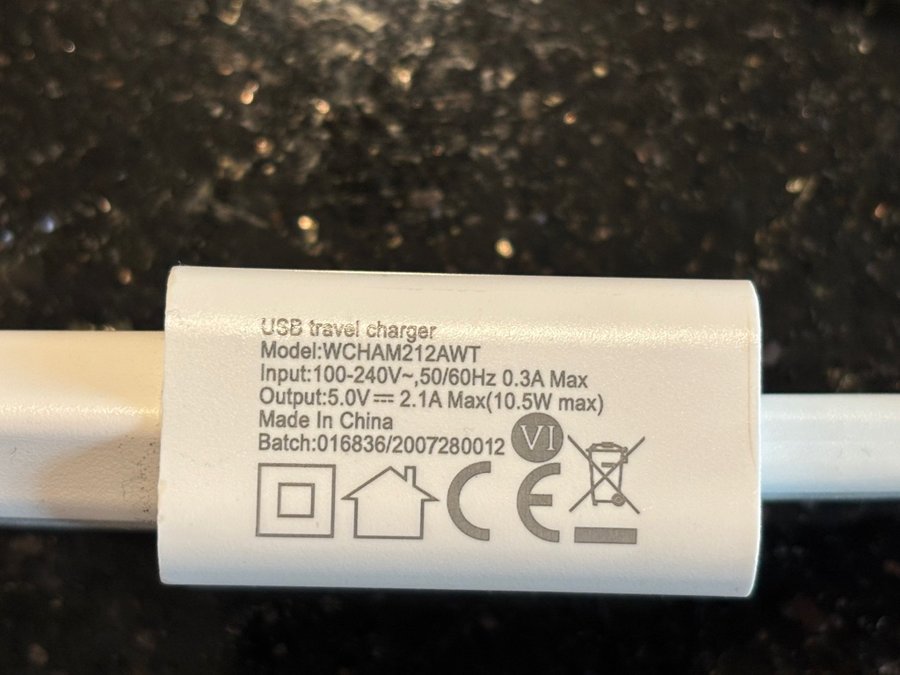 USB travel charger
Model:WCHAM212AWT
Input:100-240V~,50/60Hz 0.3A Max
Output:5.0V⎓ 2.1A Max(10.5W max)
Made In China
Batch:016836/2007280012 VI
CE